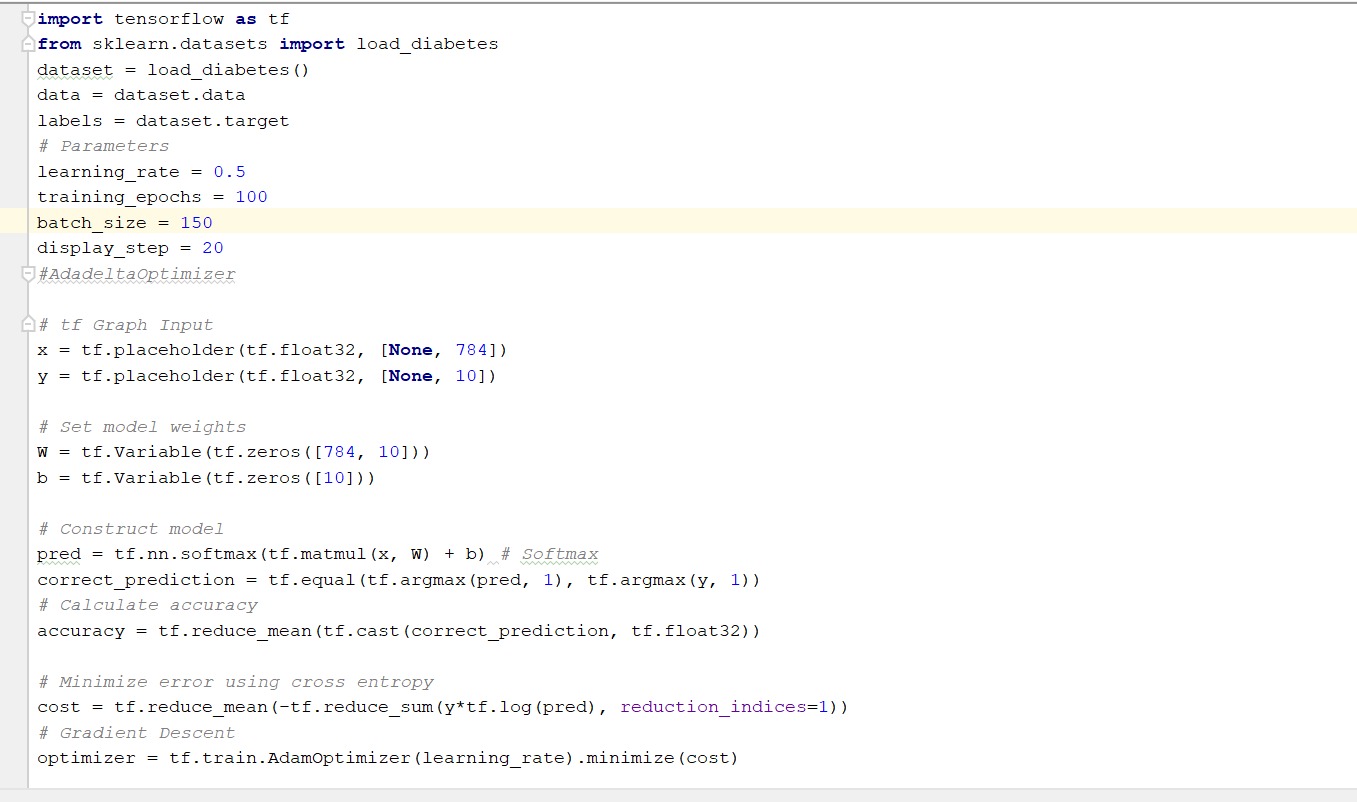 import tensorflow as tf
from sklearn.datasets import load_diabetes
dataset = load_diabetes()
data = dataset.data
labels = dataset.target
# Parameters
learning_rate = 0.5
training_epochs = 100
batch_size = 150
display_step = 20
#AdadeltaOptimizer
# tf Graph Input
x = tf.placeholder(tf.float32, [None, 784])
y = tf.placeholder(tf.float32, [None, 10])
# Set model weights
W = tf.Variable(tf.zeros([784, 10]))
b = tf.Variable(tf.zeros([10]))
# Construct model
pred = tf.nn.softmax(tf.matmul(x, W) + b) # Softmax
correct_prediction = tf.equal(tf.argmax(pred, 1), tf.argmax(y, 1))
# Calculate accuracy
accuracy = tf.reduce_mean(tf.cast(correct_prediction, tf.float32))
# Minimize error using cross entropy
cost = tf.reduce_mean(-tf.reduce_sum(y*tf.log(pred), reduction_indices=1))
# Gradient Descent
optimizer = tf.train.AdamOptimizer(learning_rate).minimize(cost)